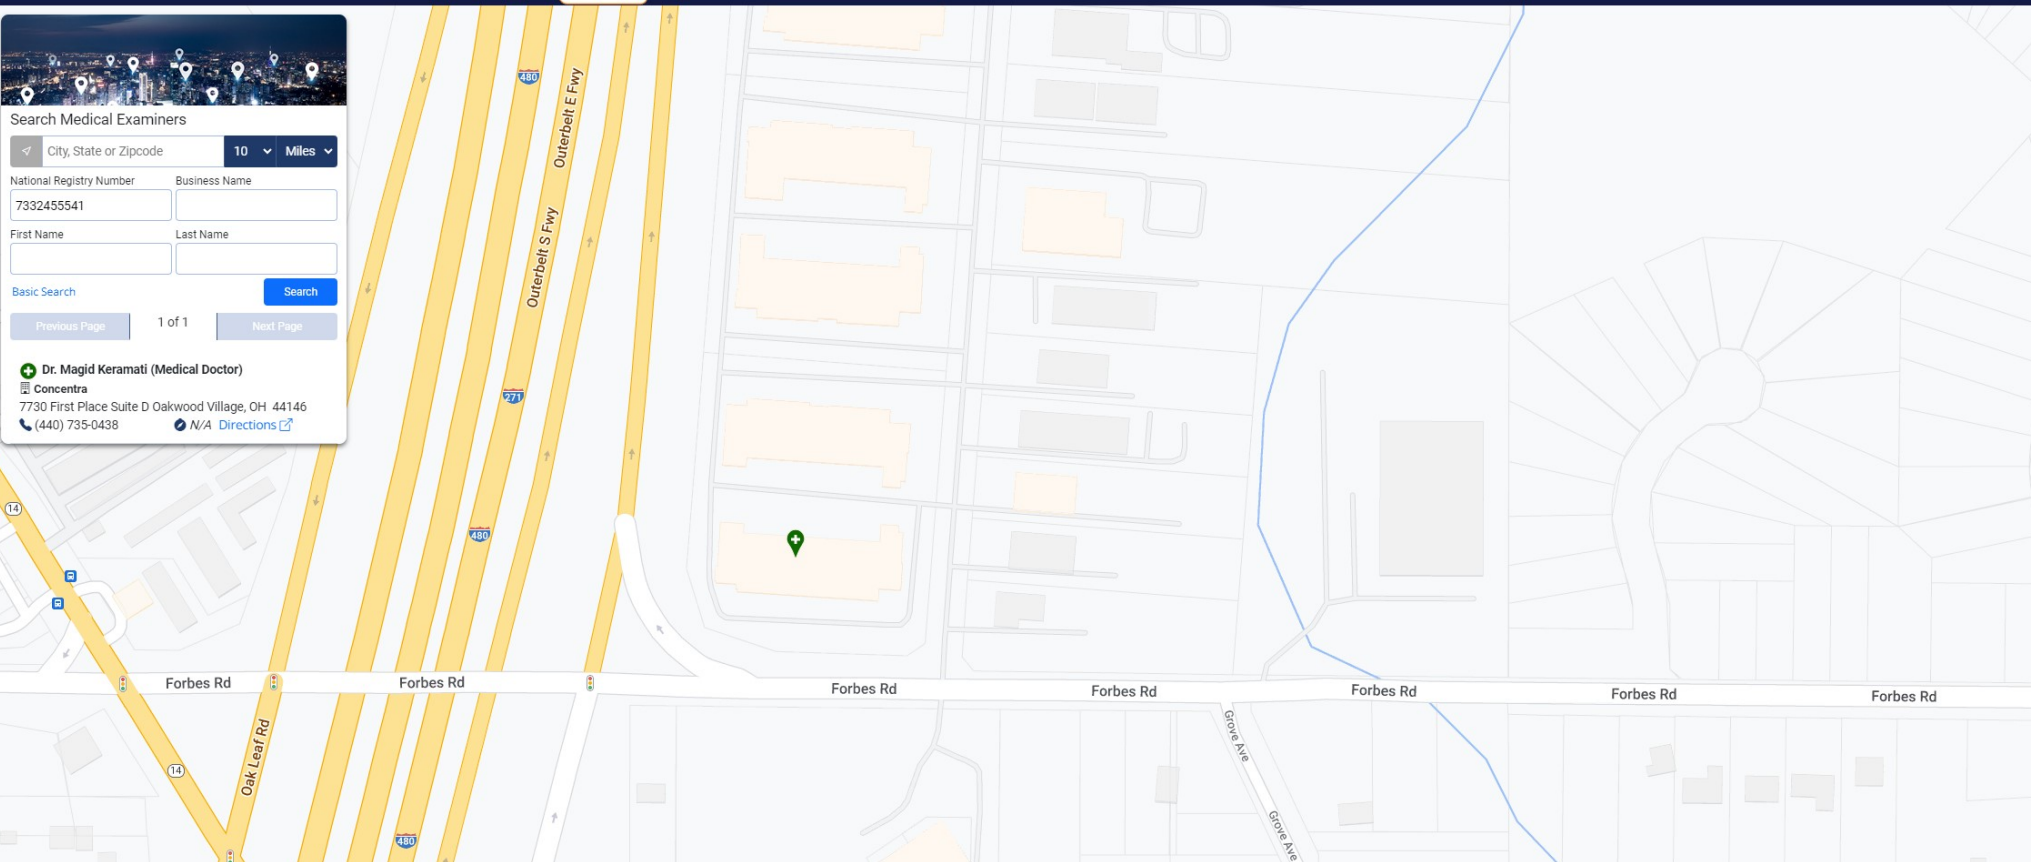 Search Medical Examiners
City, State or Zipcode 10 Miles
National Registry Number Business Name
7332455541
First Name Last Name
Basic Search Search
Previous Page 1 of 1 Next Page
Dr. Magid Keramati (Medical Doctor)
Concentra
7730 First Place Suite D Oakwood Village, OH 44146
(440) 735-0438 N/A Directions
480
Outerbelt E Fwy
Outerbelt S Fwy
271
480
14
Forbes Rd
Forbes Rd
Forbes Rd
Forbes Rd
Forbes Rd
Forbes Rd
Forbes Rd
Oak Leaf Rd
14
Grove Ave
Grove Ave
480